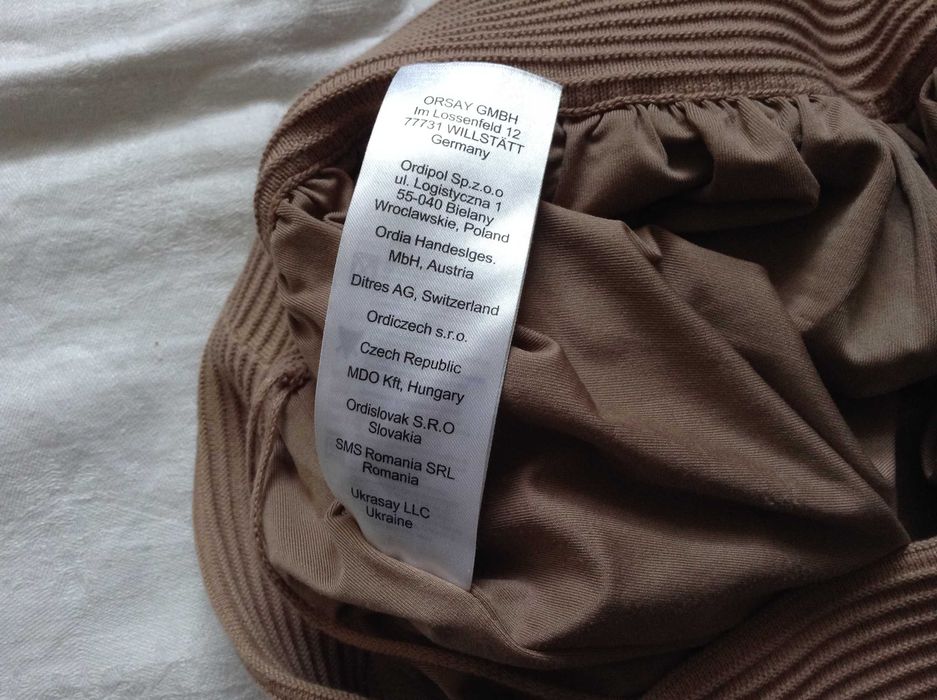 ORSAY GMBH
Im Lossenfeld 12
77731 WILLSTÄTT
Germany
Ordipol Sp.z.o.o
ul. Logistyczna 1
55-040 Bielany
Wroclawskie, Poland
Ordia Handeslges.
MbH, Austria
Ditres AG, Switzerland
Ordiczech s.r.o.
Czech Republic
MDO Kft, Hungary
Ordislovak S.R.O
Slovakia
SMS Romania SRL
Romania
Ukrasay LLC
Ukraine